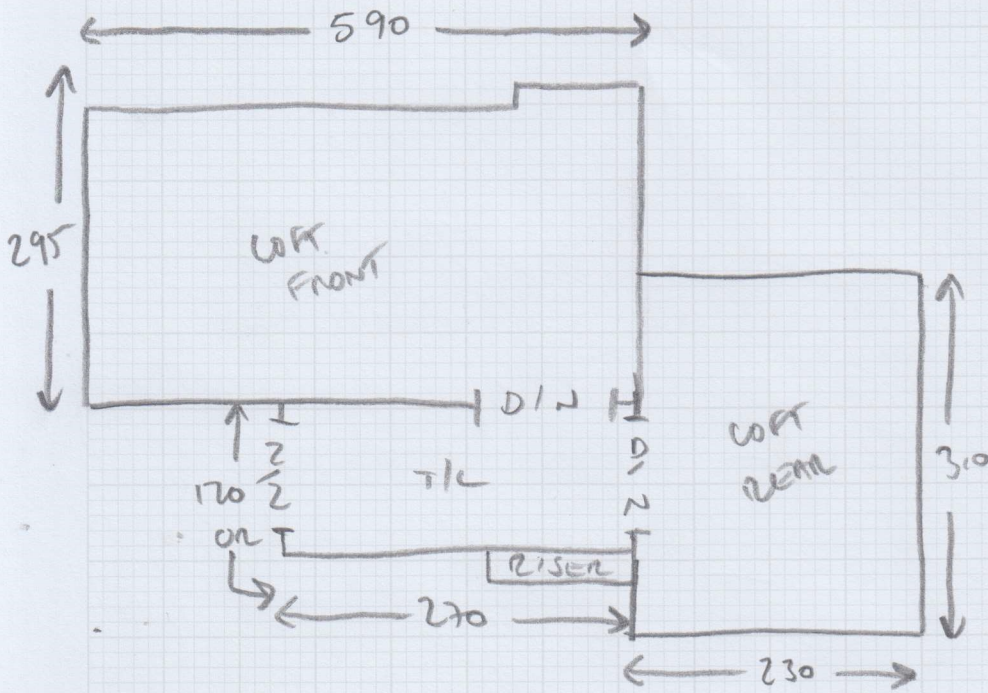 590
295
LOFT
FRONT
D/N
D/N
LOFT
REAR
310
T/L
120
OR
RISER
270
230